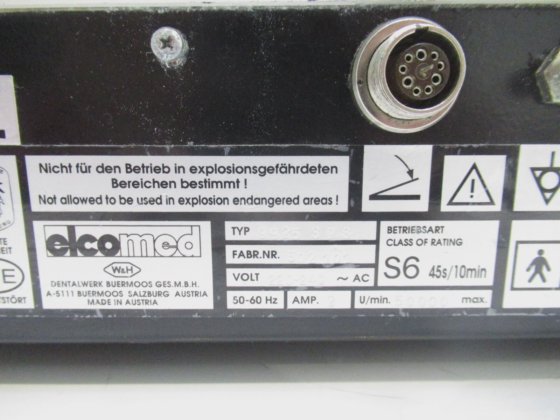 Nicht für den Betrieb in explosionsgefährdeten
Bereichen bestimmt !
Not allowed to be used in explosion endangered areas !
elcomed
W&H
DENTALWERK BUERMOOS GES.M.B.H.
A-5111 BUERMOOS SALZBURG AUSTRIA
MADE IN AUSTRIA
TYP
FABR.NR.
VOLT ~ AC
50-60 Hz AMP. U/min. max.
BETRIEBSART
CLASS OF RATING
S6 45s/10min